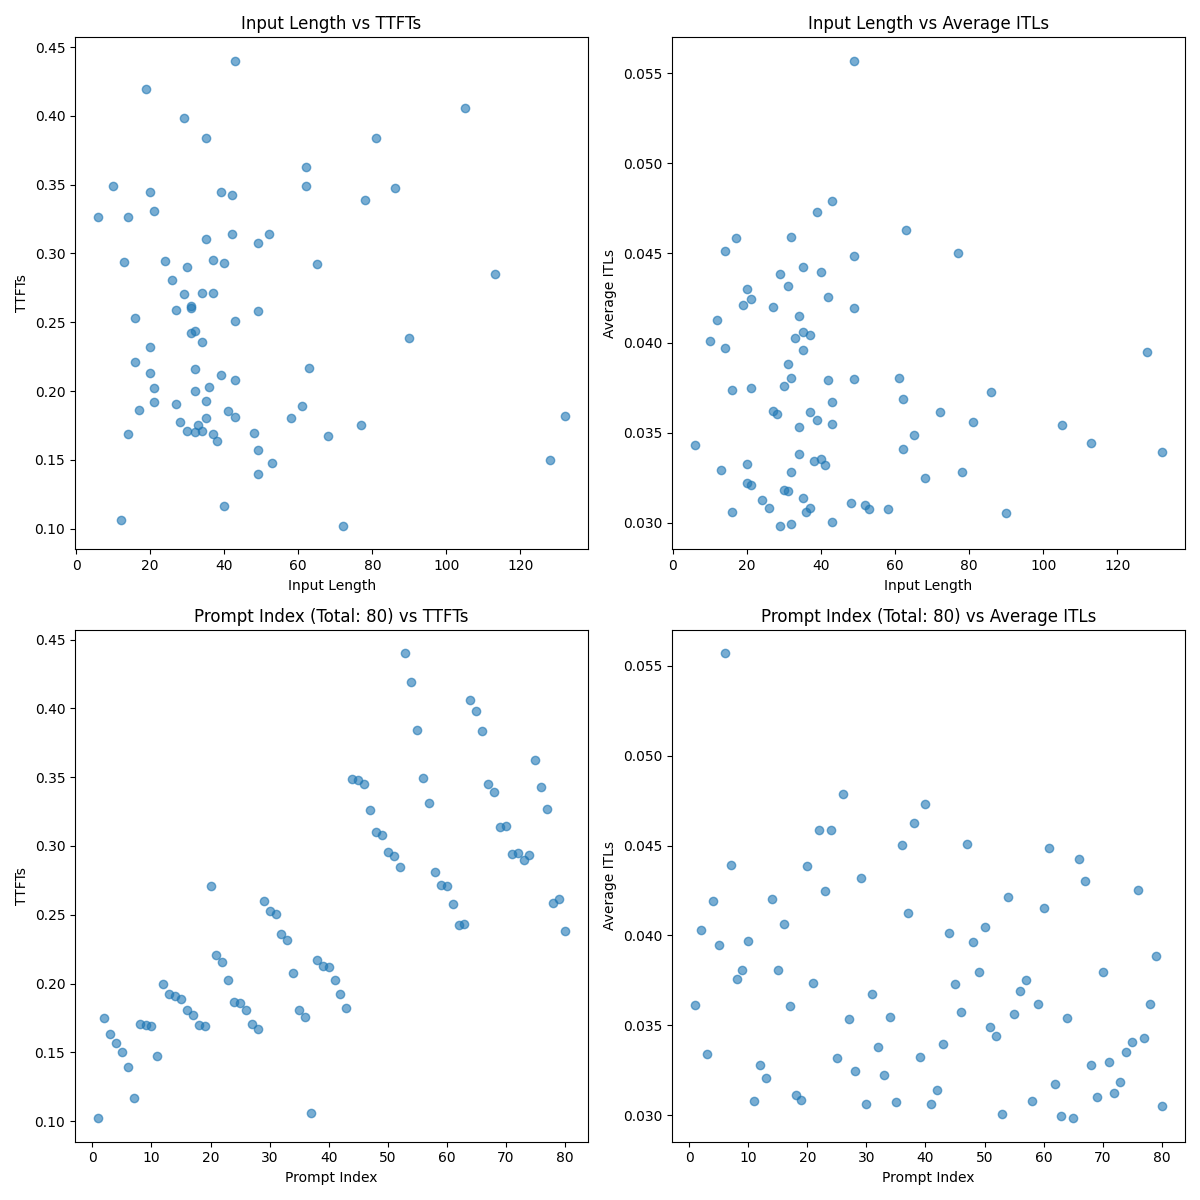 Input Length vs TTFTs
TTFTs
0.45
0.40
0.35
0.30
0.25
0.20
0.15
0.10
0 20 40 60 80 100 120
Input Length
Input Length vs Average ITLs
Average ITLs
0.055
0.050
0.045
0.040
0.035
0.030
0 20 40 60 80 100 120
Input Length
Prompt Index (Total: 80) vs TTFTs
TTFTs
0.45
0.40
0.35
0.30
0.25
0.20
0.15
0.10
0 10 20 30 40 50 60 70 80
Prompt Index
Prompt Index (Total: 80) vs Average ITLs
Average ITLs
0.055
0.050
0.045
0.040
0.035
0.030
0 10 20 30 40 50 60 70 80
Prompt Index